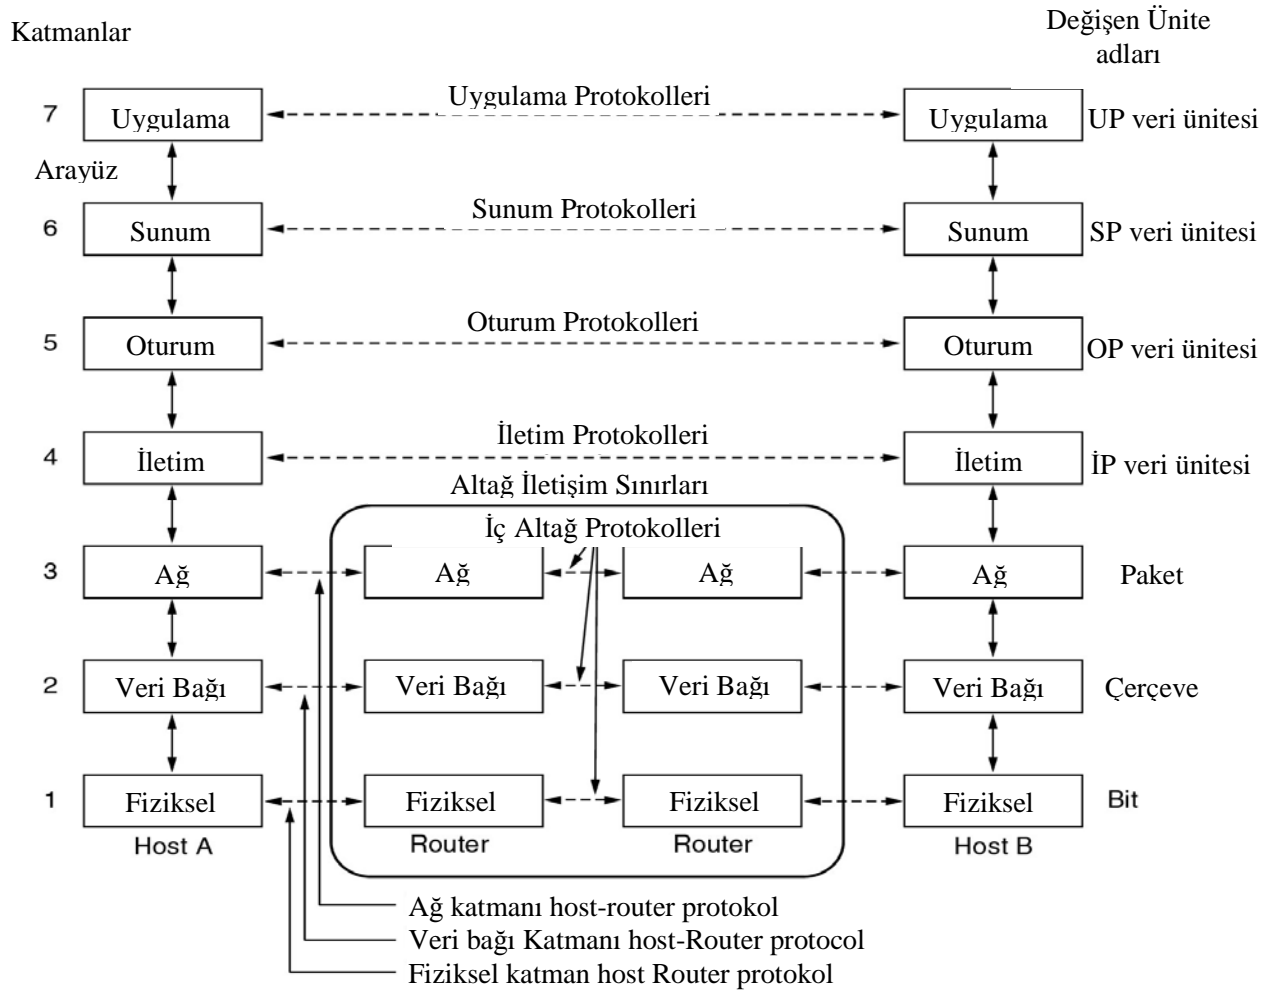 Katmanlar
Değişen Ünite
adları
7 Uygulama Uygulama Protokolleri Uygulama UP veri ünitesi
Arayüz
6 Sunum Sunum Protokolleri Sunum SP veri ünitesi
5 Oturum Oturum Protokolleri Oturum OP veri ünitesi
4 İletim İletim Protokolleri İletim İP veri ünitesi
Altağ İletişim Sınırları
İç Altağ Protokolleri
3 Ağ Ağ Ağ Ağ Paket
2 Veri Bağı Veri Bağı Veri Bağı Veri Bağı Çerçeve
1 Fiziksel Fiziksel Fiziksel Fiziksel Bit
Host A Router Router Host B
Ağ katmanı host-router protokol
Veri bağı Katmanı host-Router protocol
Fiziksel katman host Router protokol